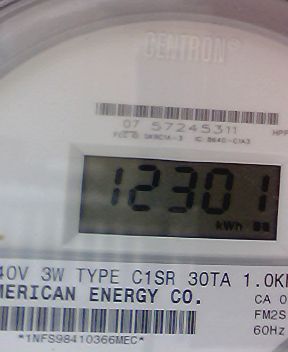 CENTRON®
07 57245311
12301
kWh
40V 3W TYPE C1SR 30TA 1.0K
MERICAN ENERGY CO.
CA 0
FM2S
60Hz
*1NFS98410366MEC*